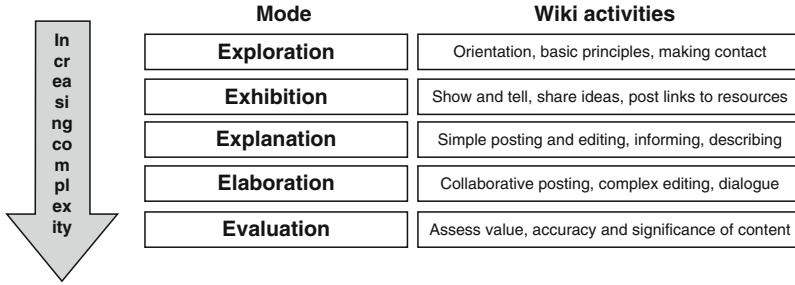 Mode Wiki activities
In
cr
ea
si
ng
co
m
pl
ex
ity
Exploration Orientation, basic principles, making contact
Exhibition Show and tell, share ideas, post links to resources
Explanation Simple posting and editing, informing, describing
Elaboration Collaborative posting, complex editing, dialogue
Evaluation Assess value, accuracy and significance of content